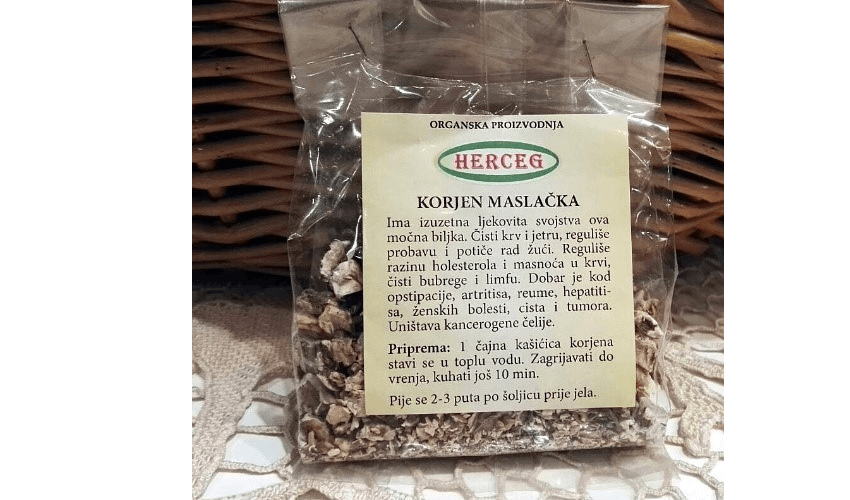 ORGANSKA PROIZVODNJA
HERCEG
KORJEN MASLAČKA
Ima izuzetna ljekovita svojstva ova
močna biljka. Čisti krv i jetru, reguliše
probavu i potiče rad žući. Reguliše
razinu holesterola i masnoća u krvi,
čisti bubrege i limfu. Dobar je kod
opstipacije, artritisa, reume, hepatiti-
sa, ženskih bolesti, cista i tumora.
Uništava kancerogene čelije.
Priprema: 1 čajna kašičica korjena
stavi se u toplu vodu. Zagrijavati do
vrenja, kuhati još 10 min.
Pije se 2-3 puta po šoljicu prije jela.